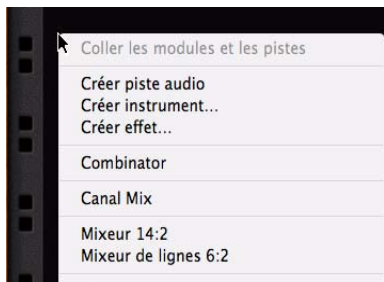 Coller les modules et les pistes
Créer piste audio
Créer instrument...
Créer effet...
Combinator
Canal Mix
Mixeur 14:2
Mixeur de lignes 6:2